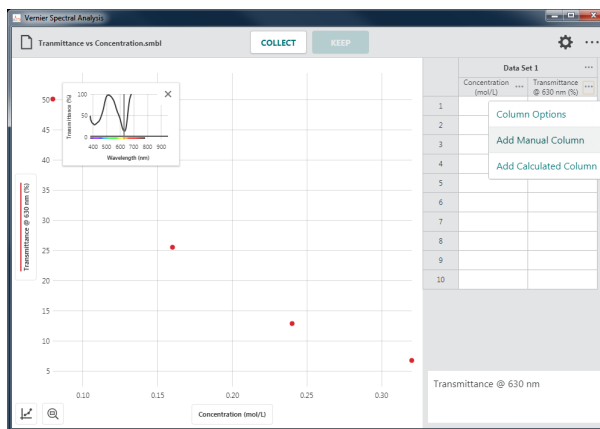 Vernier Spectral Analysis
Tranmittance vs Concentration.smbl
COLLECT
KEEP
Transmittance @ 630 nm (%)
50
45
40
35
30
25
20
15
10
5
0.10
0.15
0.20
0.25
0.30
Concentration (mol/L)
Transmittance (%)
100
50
0
400
500
600
700
800
900
Wavelength (nm)
Data Set 1
Concentration (mol/L)
Transmittance @ 630 nm (%)
1
2
3
4
5
6
7
8
9
10
Column Options
Add Manual Column
Add Calculated Column
Transmittance @ 630 nm